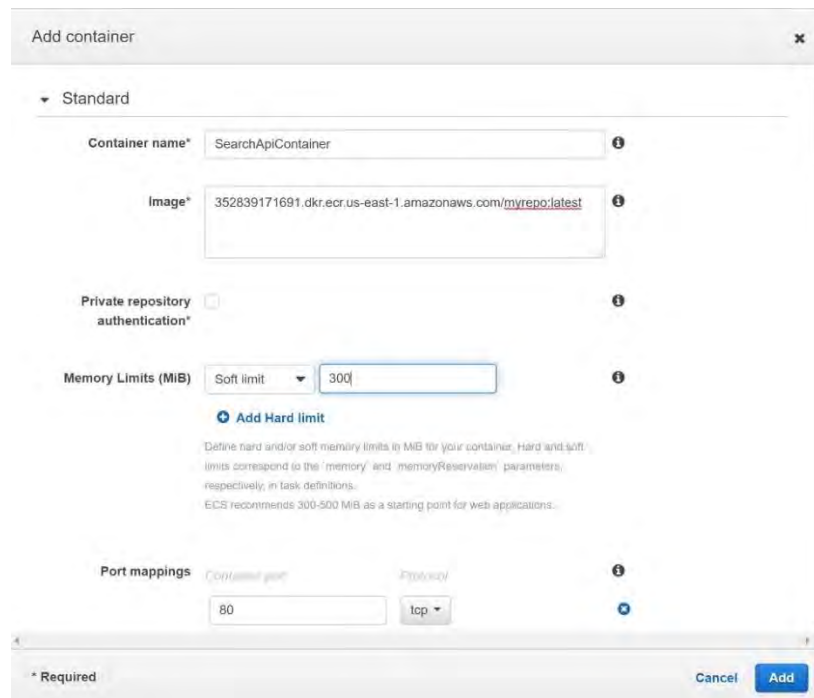 Add container
Standard
Container name*
SearchApiContainer
Image*
352839171691.dkr.ecr.us-east-1.amazonaws.com/myrepo:latest
Private repository
authentication*
Memory Limits (MiB)
Soft limit
300
Add Hard limit
Define hard and/or soft memory limits in MiB for your container. Hard and soft
limits correspond to the `memory` and `memoryReservation` parameters,
respectively, in task definitions.
ECS recommends 300-500 MiB as a starting point for web applications.
Port mappings
Container port
Protocol
80
tcp
* Required
Cancel
Add